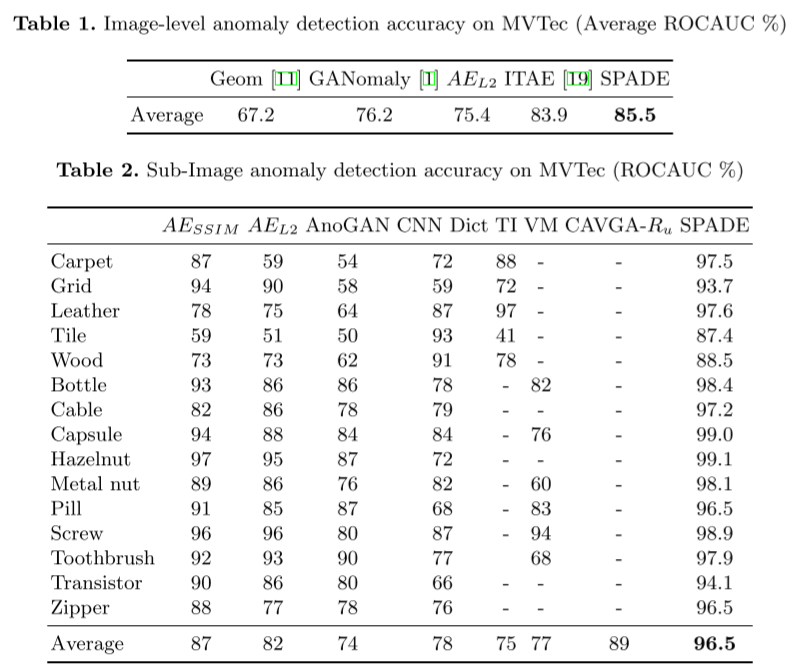 Table 1. Image-level anomaly detection accuracy on MVTec (Average ROCAUC %)
Geom [11] GANomaly [1] AE_{L2} ITAE [19] SPADE
Average 67.2 76.2 75.4 83.9 85.5
Table 2. Sub-Image anomaly detection accuracy on MVTec (ROCAUC %)
AE_{SSIM} AE_{L2} AnoGAN CNN Dict TI VM CAVGA-R_u SPADE
Carpet 87 59 54 72 88 - - 97.5
Grid 94 90 58 59 72 - - 93.7
Leather 78 75 64 87 97 - - 97.6
Tile 59 51 50 93 41 - - 87.4
Wood 73 73 62 91 78 - - 88.5
Bottle 93 86 86 78 - 82 - 98.4
Cable 82 86 78 79 - - - 97.2
Capsule 94 88 84 84 - 76 - 99.0
Hazelnut 97 95 87 72 - - - 99.1
Metal nut 89 86 76 82 - 60 - 98.1
Pill 91 85 87 68 - 83 - 96.5
Screw 96 96 80 87 - 94 - 98.9
Toothbrush 92 93 90 77 68 - 97.9
Transistor 90 86 80 66 - - - 94.1
Zipper 88 77 78 76 - - - 96.5
Average 87 82 74 78 75 77 89 96.5